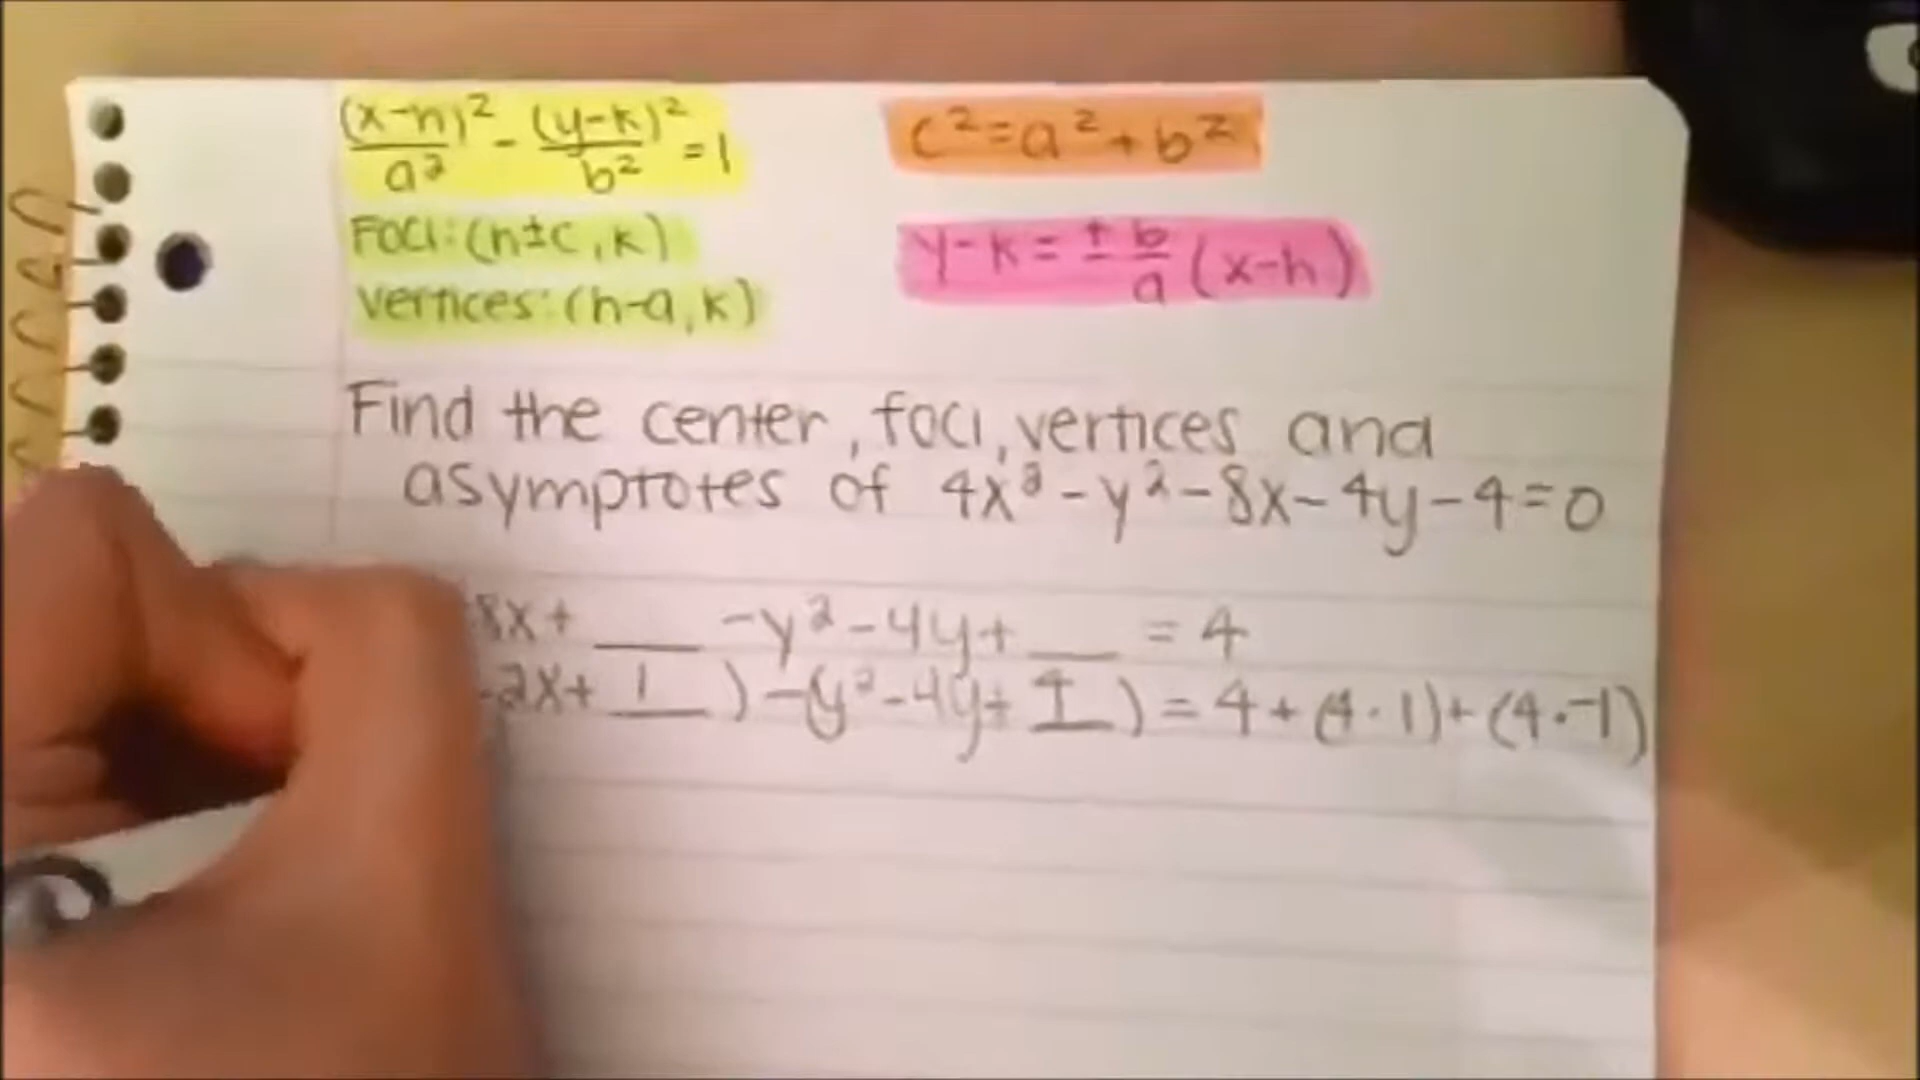 (x-h)²/a² - (y-k)²/b² = 1
c²=a²+b²
Foci: (h±c, k)
y-k = ± b/a (x-h)
vertices: (h-a, k)
Find the center, foci, vertices and
asymptotes of 4x²-y²-8x-4y-4=0
8x+ ___ -y²-4y+ ___ = 4
-2x+ 1 ) -(y²-4y+ 4 ) = 4+(4·1)+(4·-1)